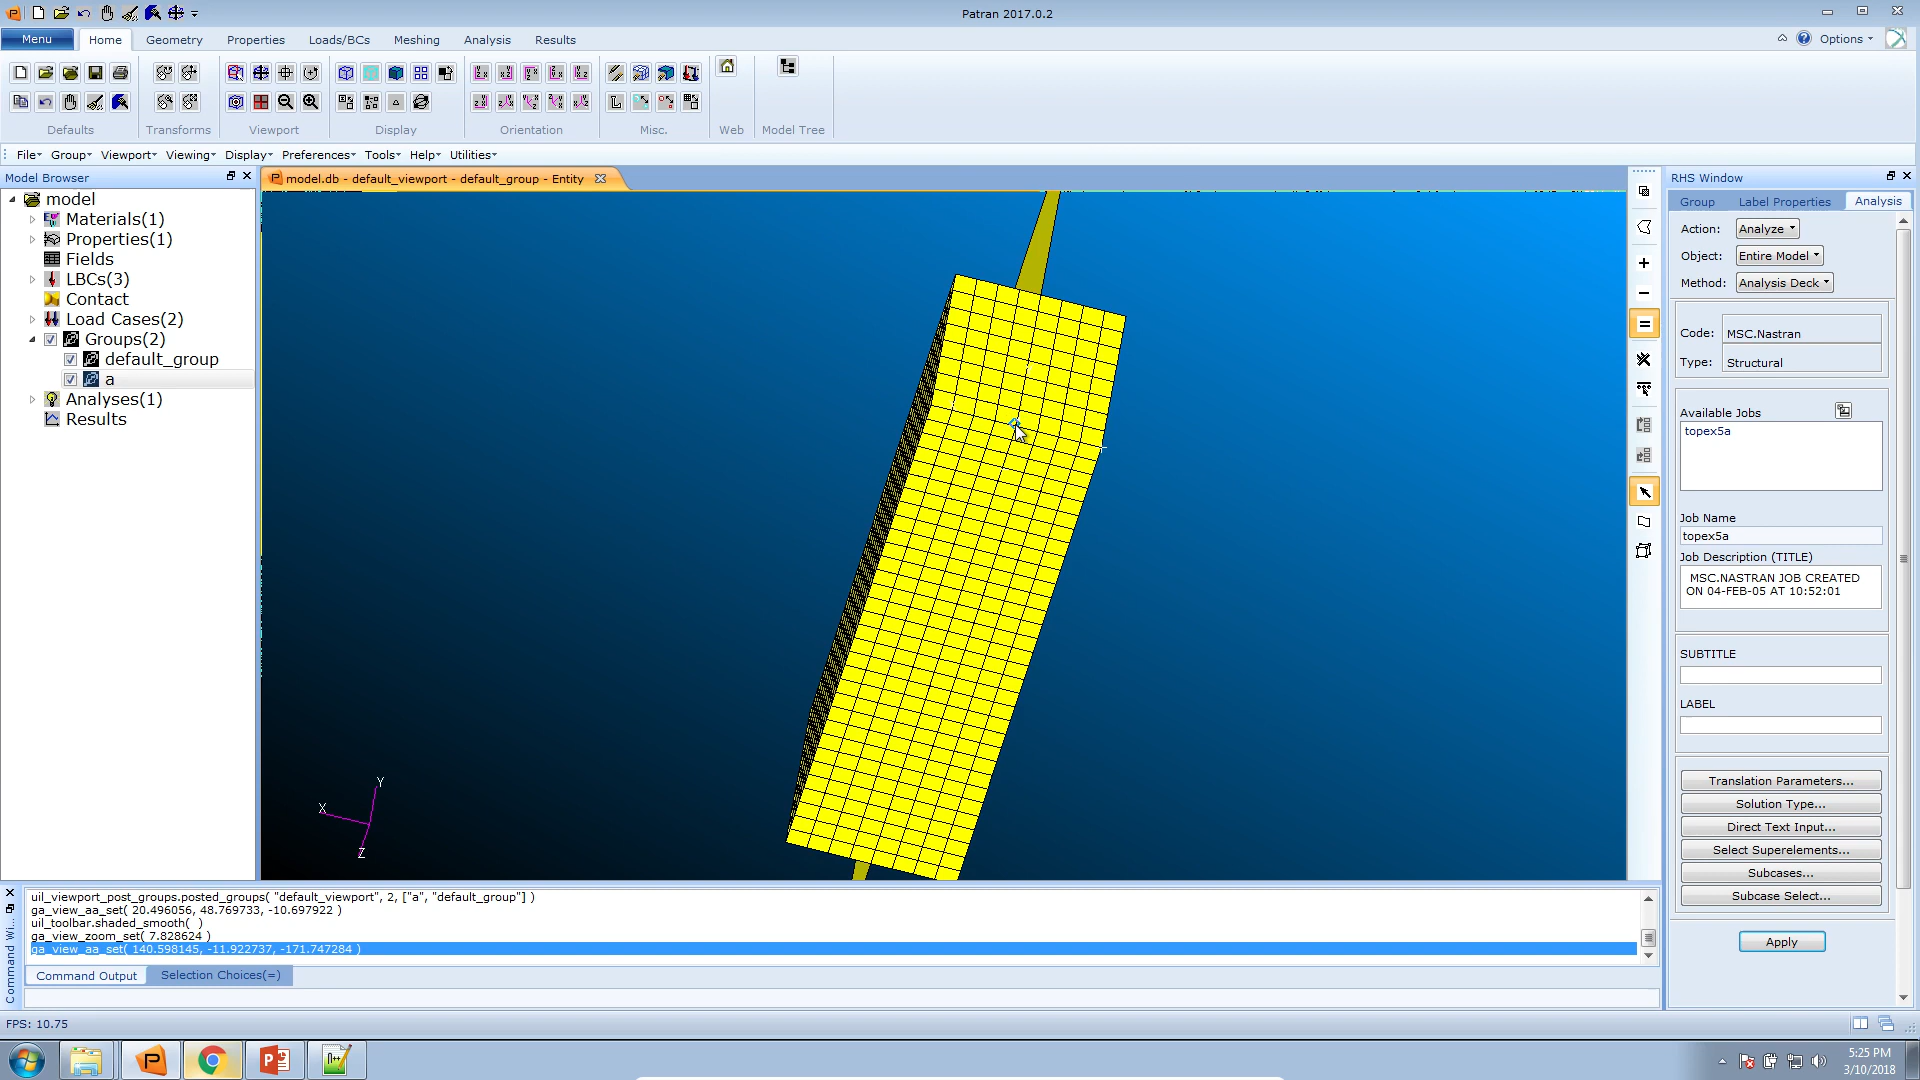 Patran 2017.0.2
Menu
Home
Geometry
Properties
Loads/BCs
Meshing
Analysis
Results
Options
Defaults
Transforms
Viewport
Display
Orientation
Misc.
Web
Model Tree
File
Group
Viewport
Viewing
Display
Preferences
Tools
Help
Utilities
Model Browser
model
Materials(1)
Properties(1)
Fields
LBCs(3)
Contact
Load Cases(2)
Groups(2)
default_group
a
Analyses(1)
Results
model.db - default_viewport - default_group - Entity
Y
X
Z
RHS Window
Group
Label Properties
Analysis
Action:
Analyze
Object:
Entire Model
Method:
Analysis Deck
Code:
MSC.Nastran
Type:
Structural
Available Jobs
topex5a
Job Name
topex5a
Job Description (TITLE)
MSC.NASTRAN JOB CREATED
ON 04-FEB-05 AT 10:52:01
SUBTITLE
LABEL
Translation Parameters...
Solution Type...
Direct Text Input...
Select Superelements...
Subcases...
Subcase Select...
Apply
Command Wi...
uil_viewport_post_groups.posted_groups( "default_viewport", 2, ["a", "default_group"] )
ga_view_aa_set( 20.496056, 48.769733, -10.697922 )
uil_toolbar.shaded_smooth(  )
ga_view_zoom_set( 7.828624 )
ga_view_aa_set( 140.598145, -11.922737, -171.747284 )
Command Output
Selection Choices(=)
FPS: 10.75
5:25 PM
3/10/2018